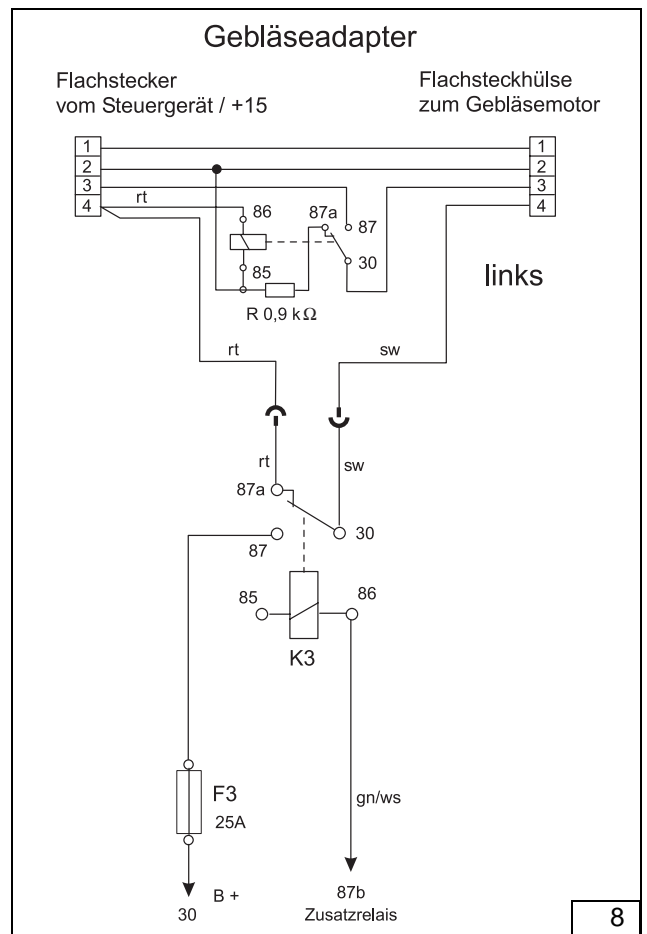 Gebläseadapter
Flachstecker
vom Steuergerät / +15
Flachsteckhülse
zum Gebläsemotor
1
1
2
2
3
3
4
rt
4
86
87a
87
85
30
links
R 0,9 kΩ
rt
sw
rt
sw
87a
87
30
85
86
K3
F3
25A
gn/ws
B +
30
87b
Zusatzrelais
8